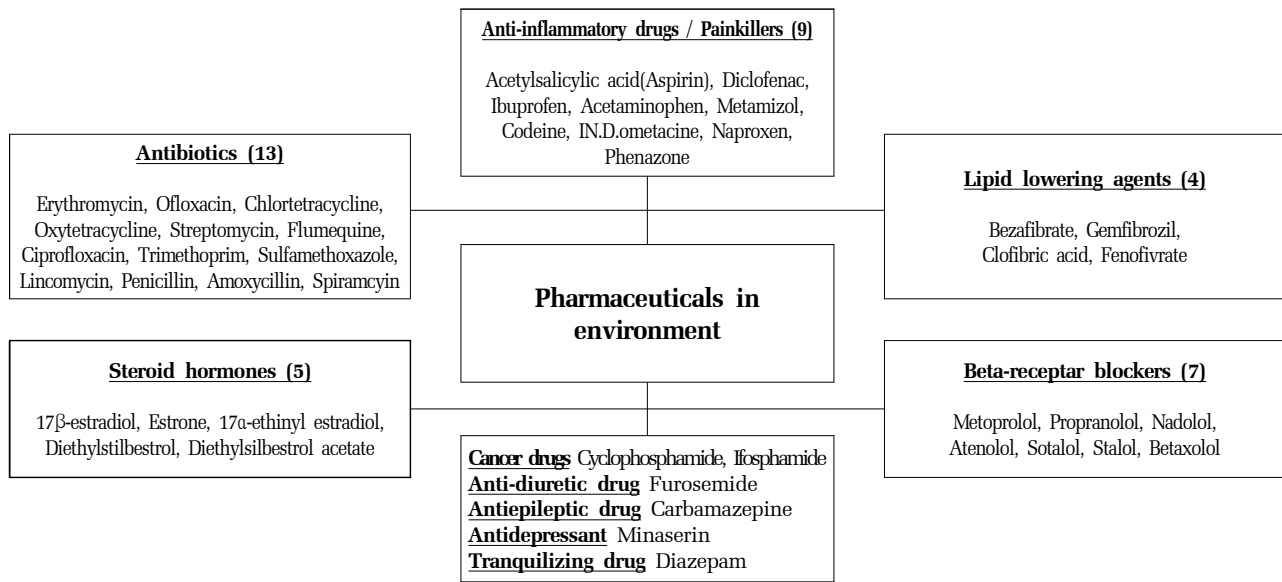 Anti-inflammatory drugs / Painkillers (9)
Acetylsalicylic acid(Aspirin), Diclofenac,
Ibuprofen, Acetaminophen, Metamizol,
Codeine, IN.D.ometacine, Naproxen,
Phenazone
Antibiotics (13)
Erythromycin, Ofloxacin, Chlortetracycline,
Oxytetracycline, Streptomycin, Flumequine,
Ciprofloxacin, Trimethoprim, Sulfamethoxazole,
Lincomycin, Penicillin, Amoxycillin, Spiramcyin
Lipid lowering agents (4)
Bezafibrate, Gemfibrozil,
Clofibric acid, Fenofivrate
Pharmaceuticals in
environment
Steroid hormones (5)
17β-estradiol, Estrone, 17α-ethinyl estradiol,
Diethylstilbestrol, Diethylsilbestrol acetate
Beta-receptar blockers (7)
Metoprolol, Propranolol, Nadolol,
Atenolol, Sotalol, Stalol, Betaxolol
Cancer drugs Cyclophosphamide, Ifosphamide
Anti-diuretic drug Furosemide
Antiepileptic drug Carbamazepine
Antidepressant Minaserin
Tranquilizing drug Diazepam